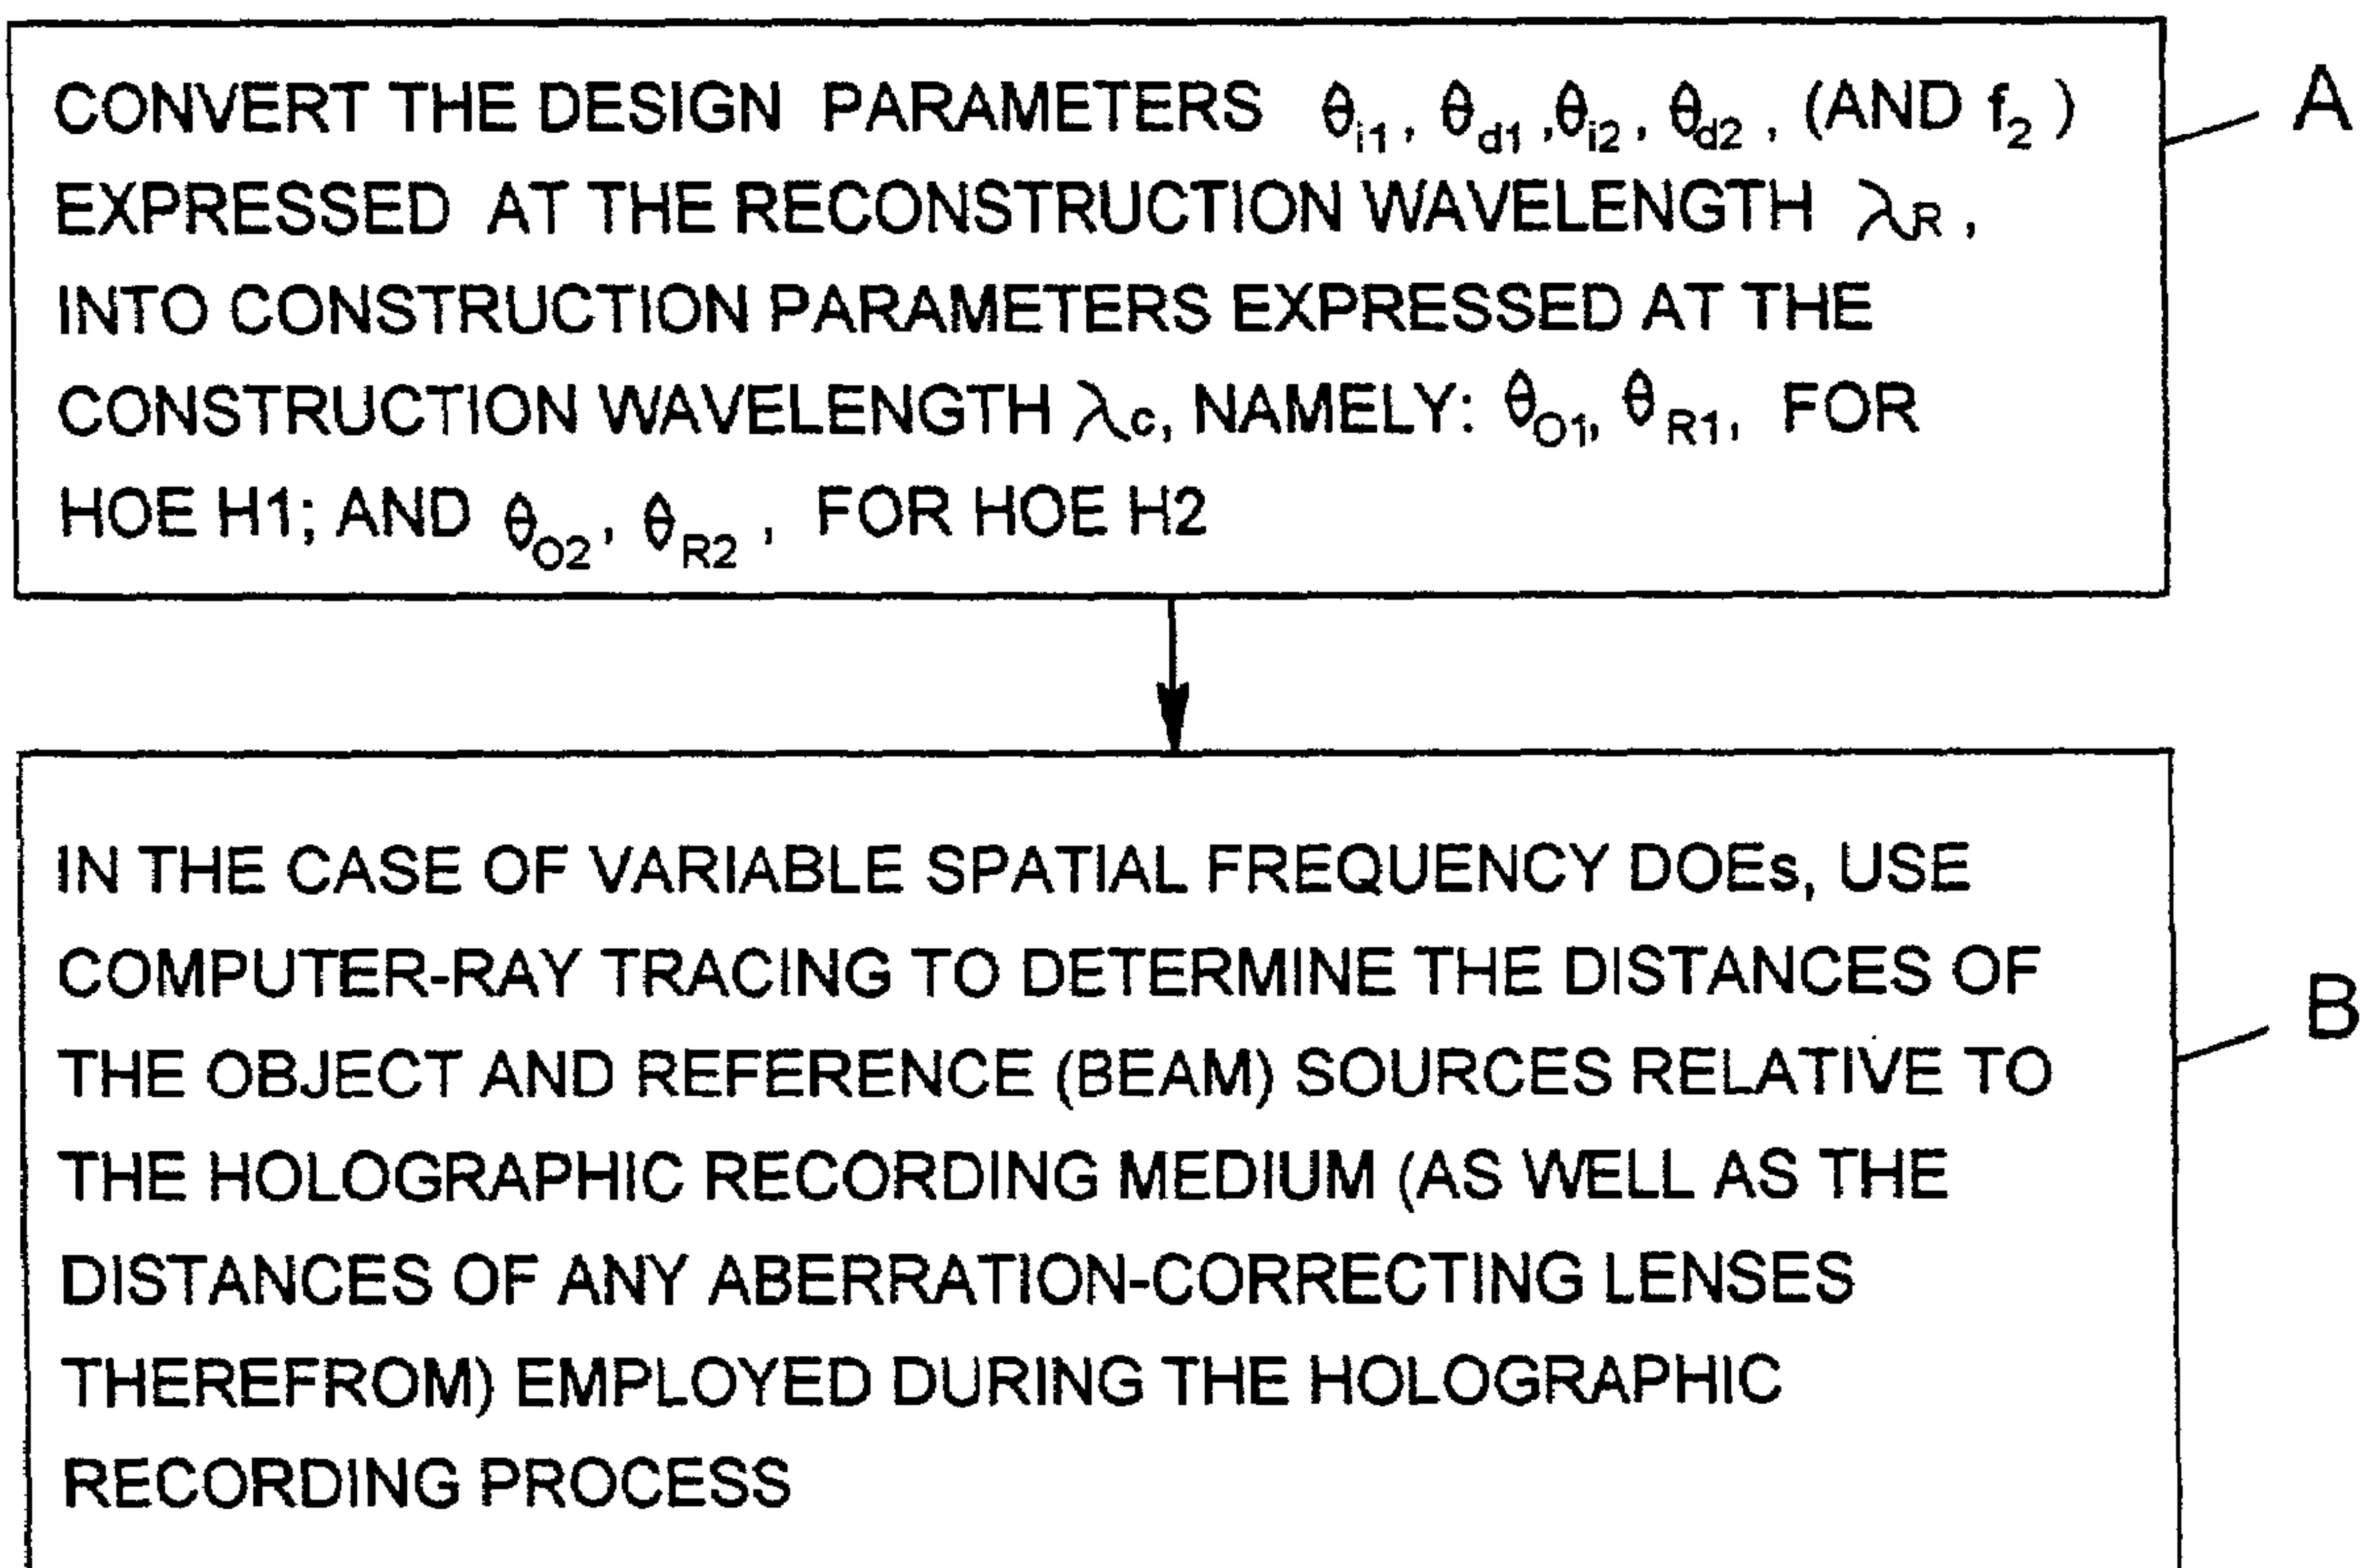 CONVERT THE DESIGN PARAMETERS θi1, θd1, θi2, θd2, (AND f2) A
EXPRESSED AT THE RECONSTRUCTION WAVELENGTH λR,
INTO CONSTRUCTION PARAMETERS EXPRESSED AT THE
CONSTRUCTION WAVELENGTH λc, NAMELY: θO1, θR1, FOR
HOE H1; AND θO2, θR2, FOR HOE H2
IN THE CASE OF VARIABLE SPATIAL FREQUENCY DOEs, USE
COMPUTER-RAY TRACING TO DETERMINE THE DISTANCES OF
B
THE OBJECT AND REFERENCE (BEAM) SOURCES RELATIVE TO
THE HOLOGRAPHIC RECORDING MEDIUM (AS WELL AS THE
DISTANCES OF ANY ABERRATION-CORRECTING LENSES
THEREFROM) EMPLOYED DURING THE HOLOGRAPHIC
RECORDING PROCESS